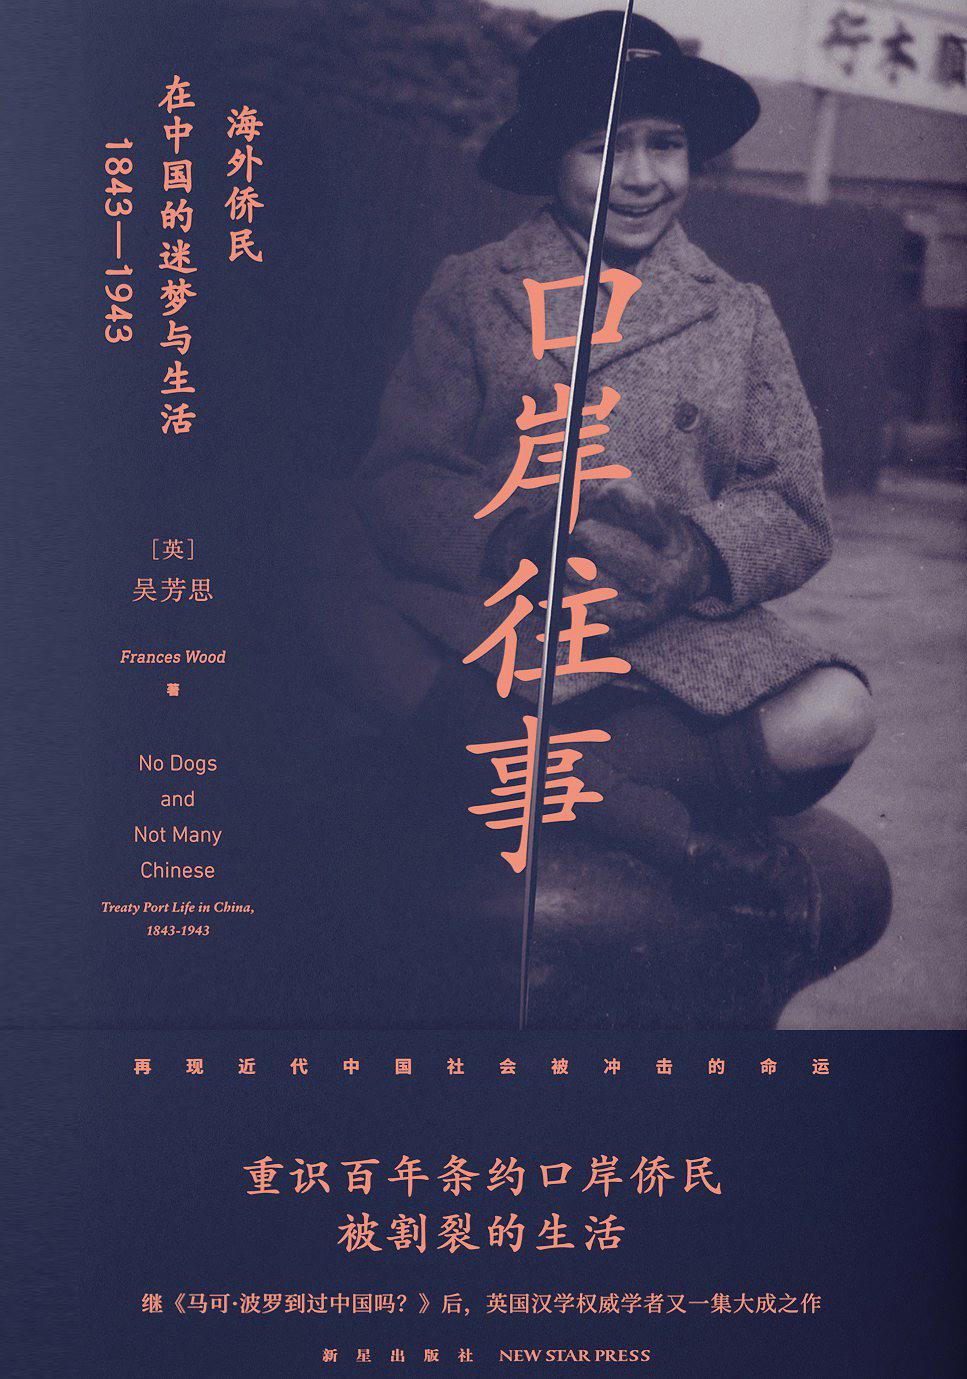 海外侨民
在中国的迷梦与生活
1843—1943
口岸往事
[英]
吴芳思
Frances Wood
著
No Dogs
and
Not Many
Chinese
Treaty Port Life in China,
1843-1943
再现近代中国社会被冲击的命运
重识百年条约口岸侨民
被割裂的生活
继《马可·波罗到过中国吗？》后，英国汉学权威学者又一集大成之作
新星出版社 NEW STAR PRESS